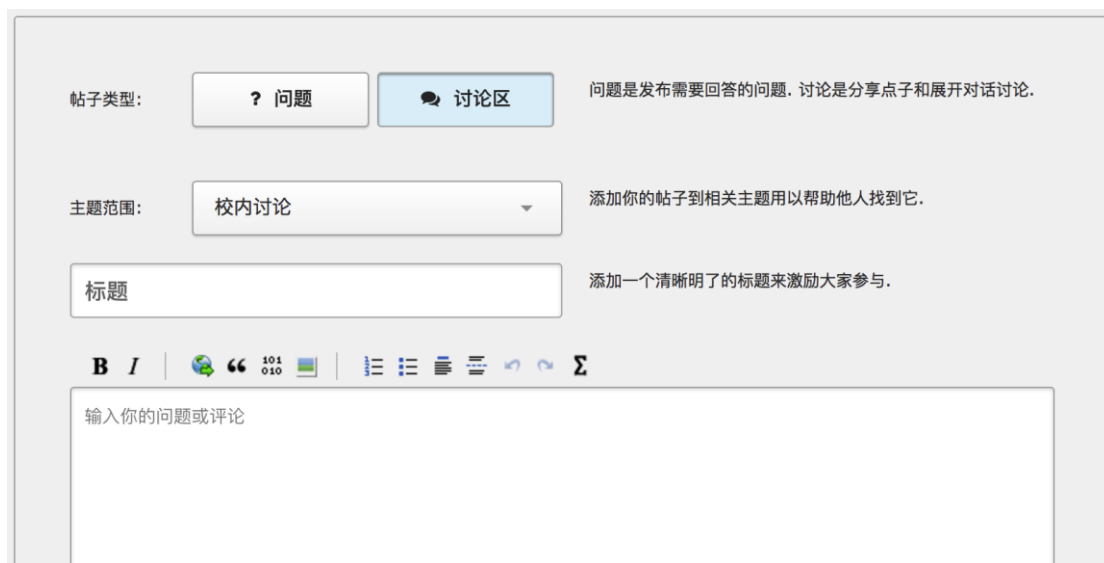 帖子类型:
? 问题
讨论区
问题是发布需要回答的问题. 讨论是分享点子和展开对话讨论.
主题范围:
校内讨论
添加你的帖子到相关主题用以帮助他人找到它.
标题
添加一个清晰明了的标题来激励大家参与.
B I “ 101 010 Σ
输入你的问题或评论